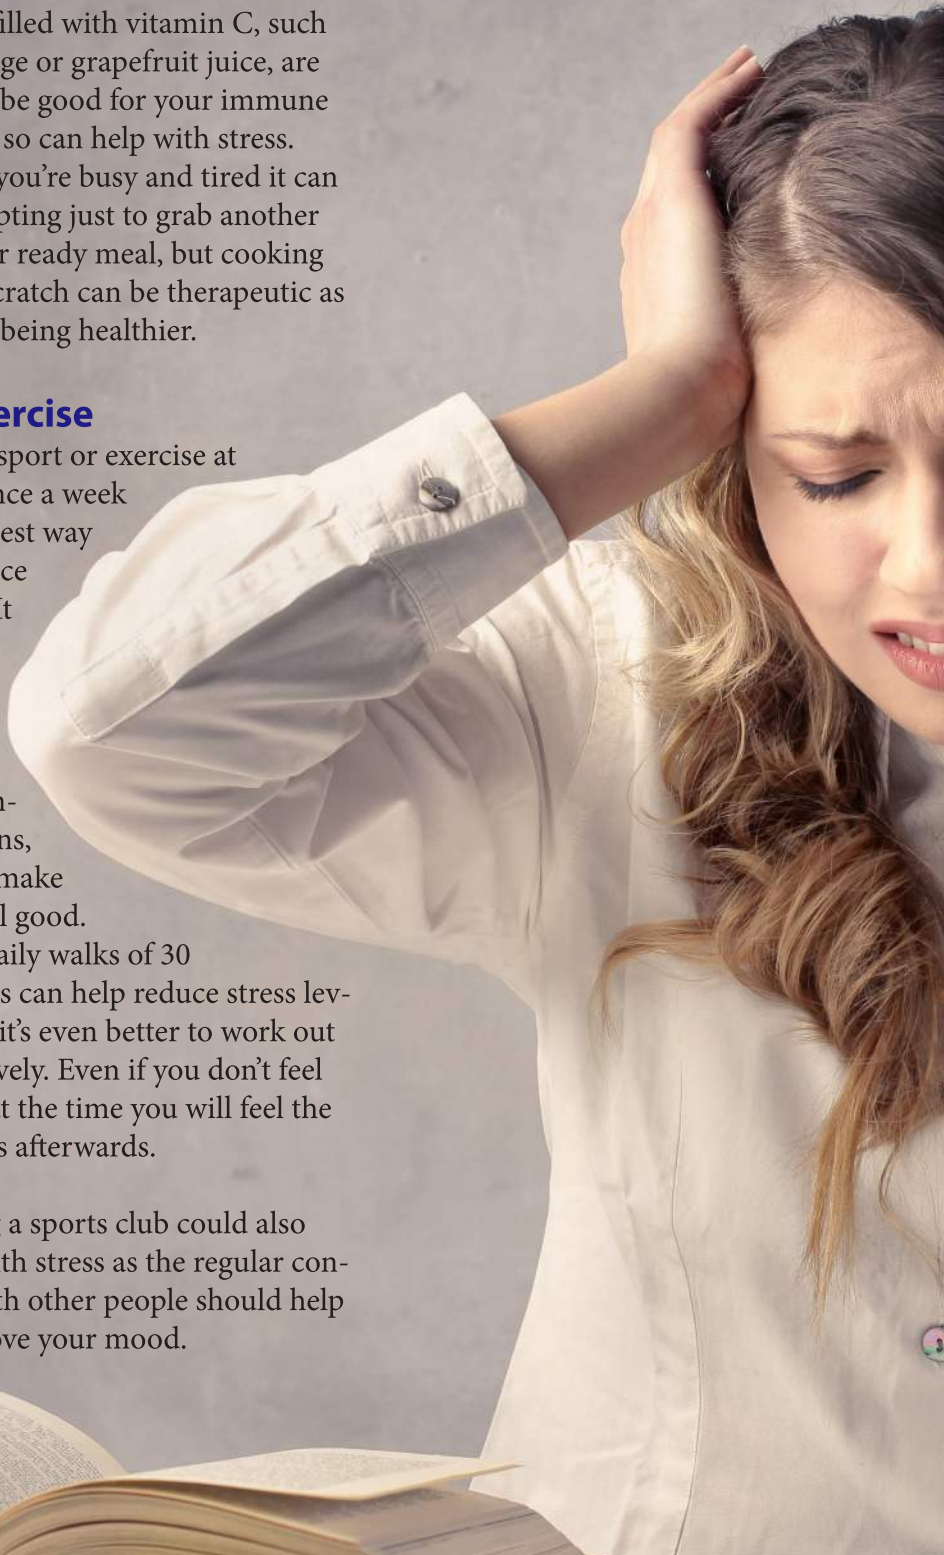 filled with vitamin C, such
ge or grapefruit juice, are
be good for your immune
so can help with stress.
you're busy and tired it can
pting just to grab another
r ready meal, but cooking
cratch can be therapeutic as
being healthier.
ercise
sport or exercise at
nce a week
est way
ce
It
n-
ns,
make
l good.
aily walks of 30
s can help reduce stress lev-
it's even better to work out
vely. Even if you don't feel
t the time you will feel the
s afterwards.
g a sports club could also
th stress as the regular con-
th other people should help
ove your mood.